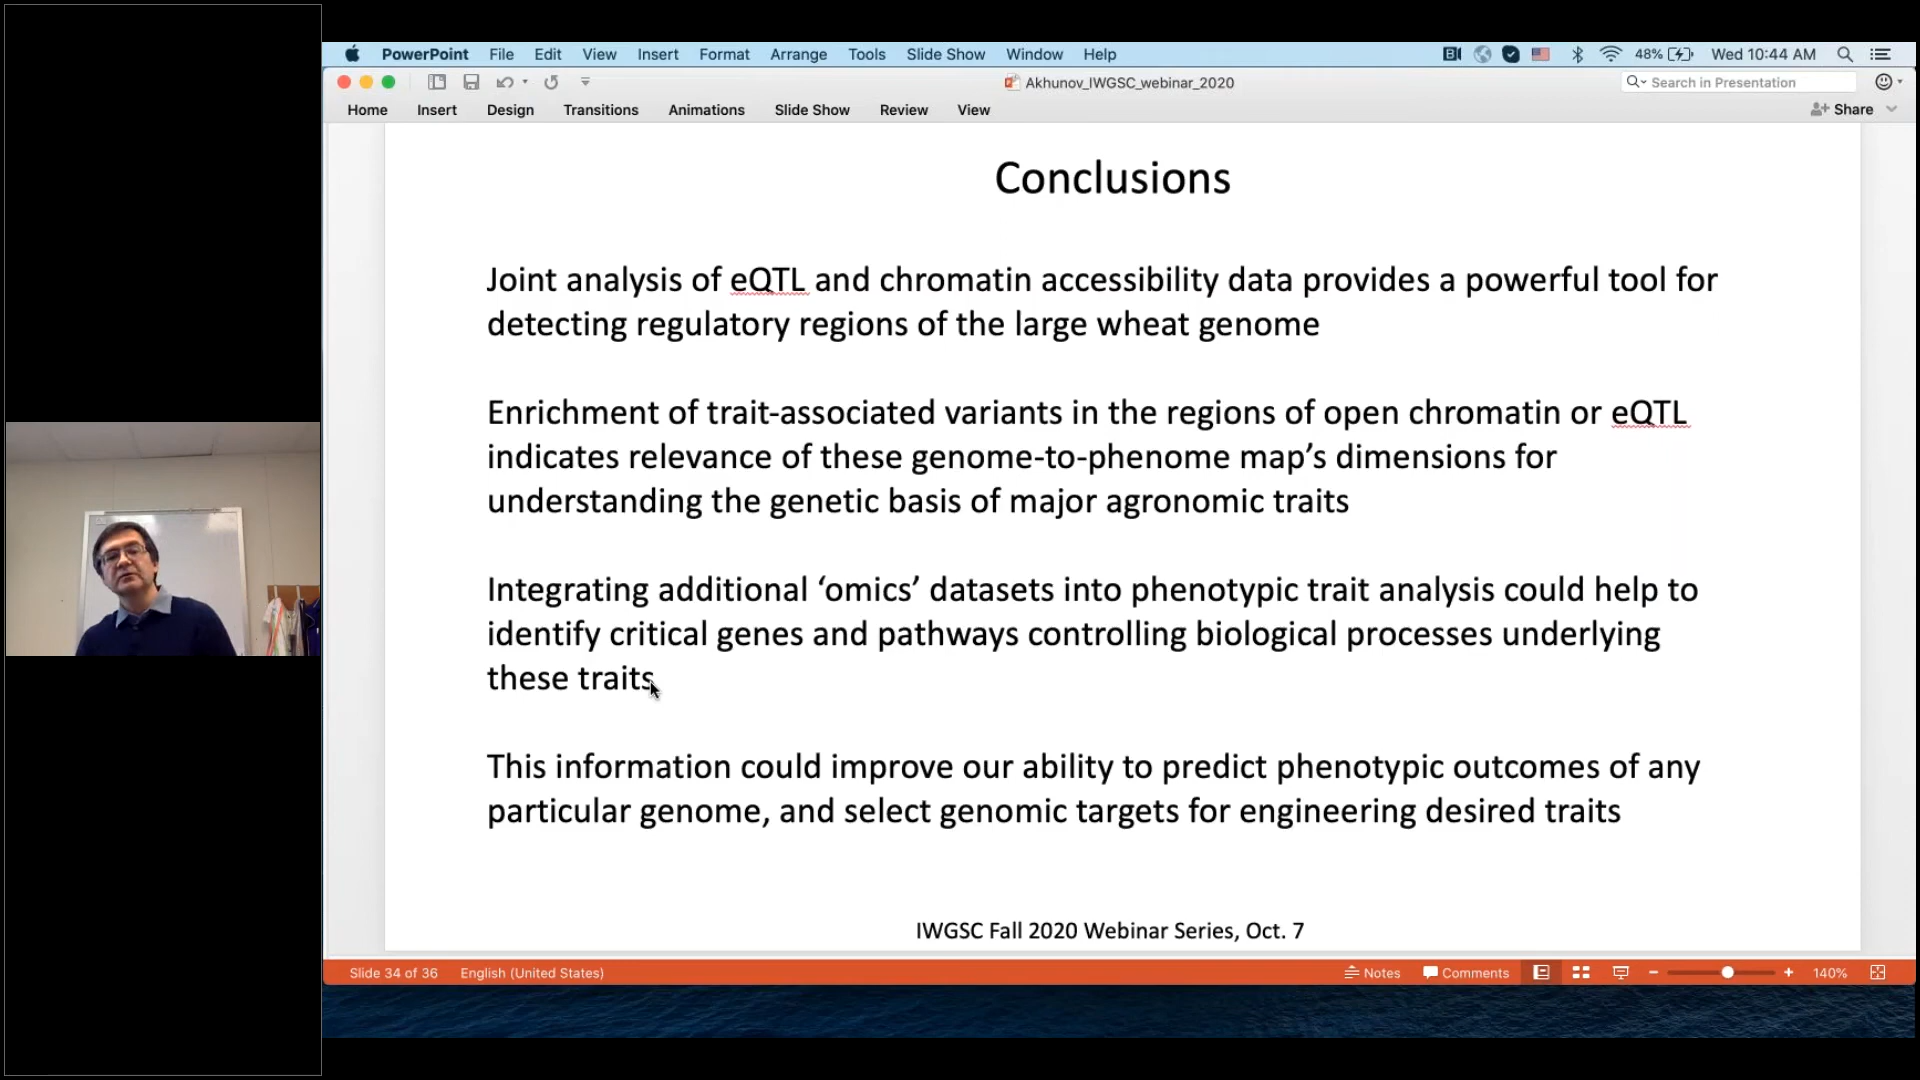 PowerPoint File Edit View Insert Format Arrange Tools Slide Show Window Help 48% Wed 10:44 AM
Akhunov_IWGSC_webinar_2020 Search in Presentation
Home Insert Design Transitions Animations Slide Show Review View Share
Conclusions
Joint analysis of eQTL and chromatin accessibility data provides a powerful tool for
detecting regulatory regions of the large wheat genome
Enrichment of trait-associated variants in the regions of open chromatin or eQTL
indicates relevance of these genome-to-phenome map’s dimensions for
understanding the genetic basis of major agronomic traits
Integrating additional ‘omics’ datasets into phenotypic trait analysis could help to
identify critical genes and pathways controlling biological processes underlying
these traits
This information could improve our ability to predict phenotypic outcomes of any
particular genome, and select genomic targets for engineering desired traits
IWGSC Fall 2020 Webinar Series, Oct. 7
Slide 34 of 36 English (United States) Notes Comments 140%